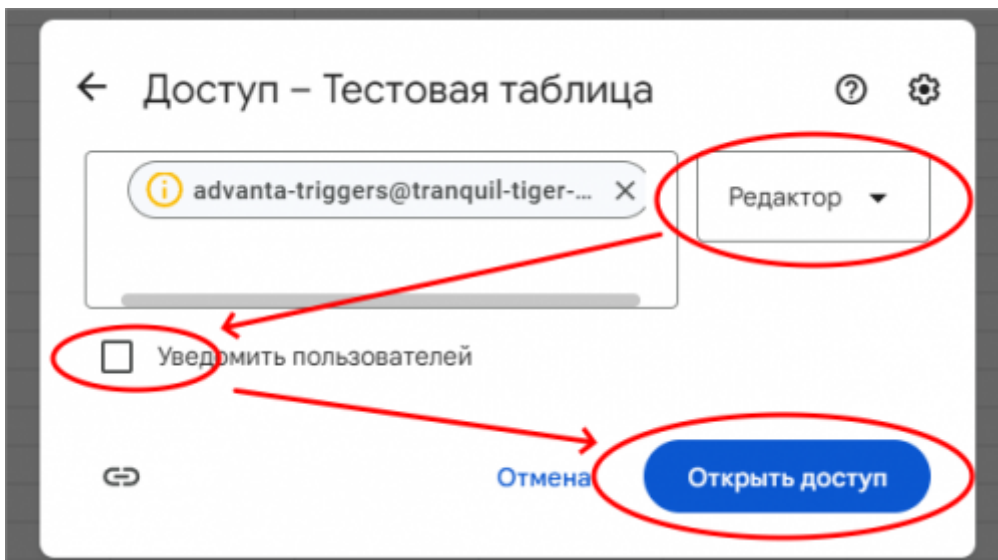 Доступ – Тестовая таблица
advanta-triggers@tranquil-tiger-...
Редактор
Уведомить пользователей
Отмена
Открыть доступ